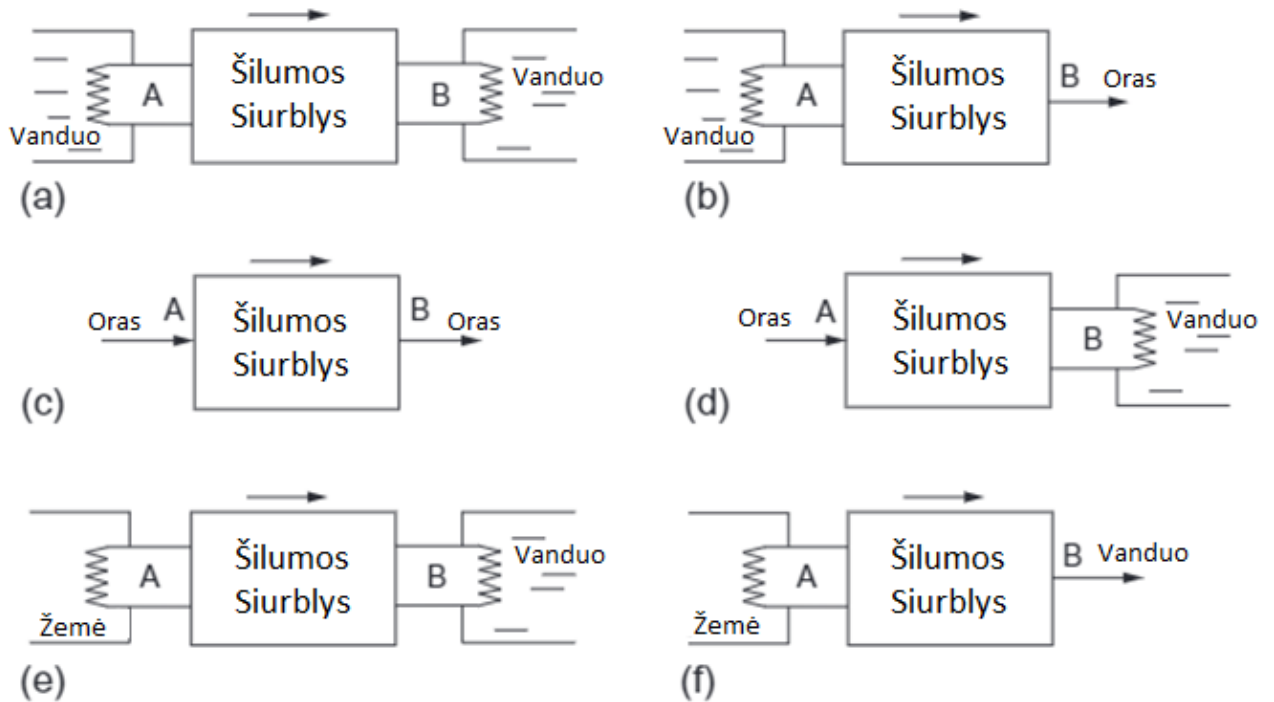 Vanduo
A
Šilumos
Siurblys
B
Vanduo
(a)
Vanduo
A
Šilumos
Siurblys
B
Oras
(b)
Oras
A
Šilumos
Siurblys
B
Oras
(c)
Oras
A
Šilumos
Siurblys
B
Vanduo
(d)
Žemė
A
Šilumos
Siurblys
B
Vanduo
(e)
Žemė
A
Šilumos
Siurblys
B
Vanduo
(f)